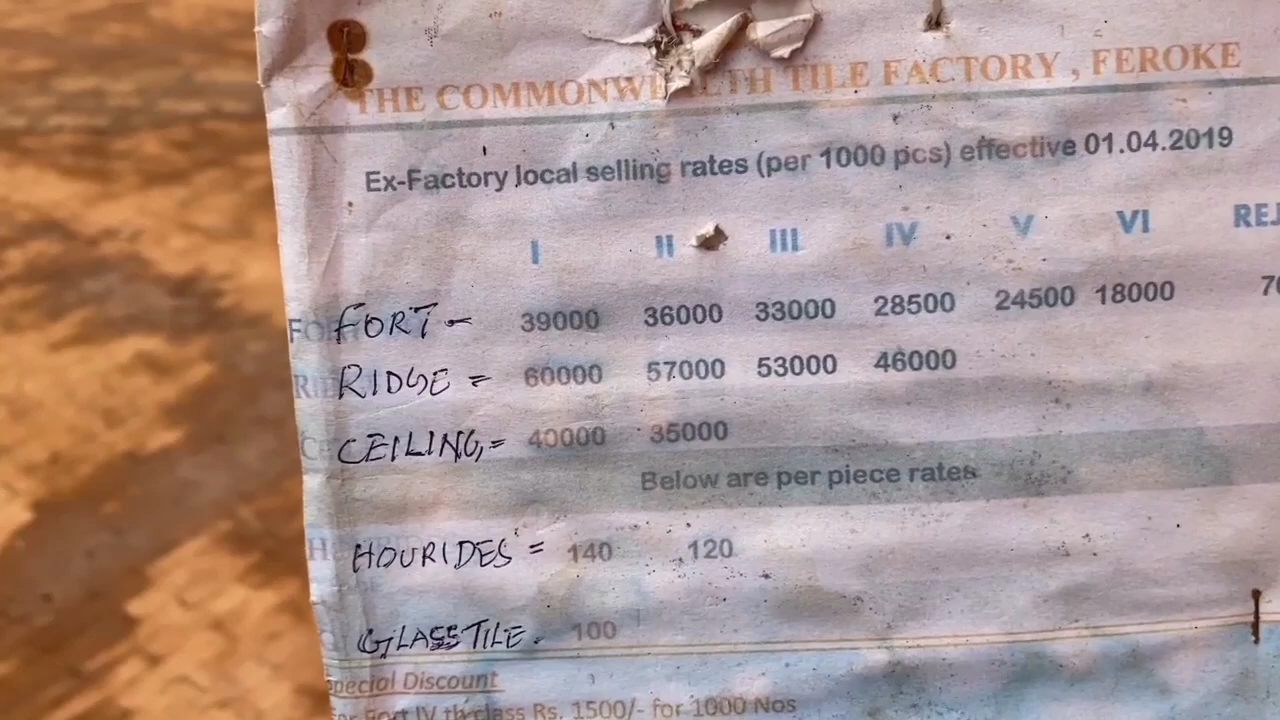 THE COMMONWEALTH TILE FACTORY , FEROKE
Ex-Factory local selling rates (per 1000 pcs) effective 01.04.2019
I II III IV V VI REJ
FORT - 39000 36000 33000 28500 24500 18000
RIDGE = 60000 57000 53000 46000
CEILING = 40000 35000
Below are per piece rates
HOURIDES = 140 120
GLASS TILE. 100
Special Discount
For Fort IV th class Rs. 1500/- for 1000 Nos